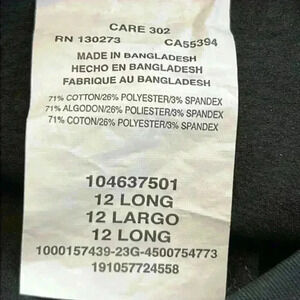 CARE 302
RN 130273 CA55394
MADE IN BANGLADESH
HECHO EN BANGLADESH
FABRIQUE AU BANGLADESH
71% COTTON/26% POLYESTER/3% SPANDEX
71% ALGODON/26% POLIESTER/3% SPANDEX
71% COTON/26% POLYESTER/3% SPANDEX
104637501
12 LONG
12 LARGO
12 LONG
1000157439-23G-4500754773
191057724558